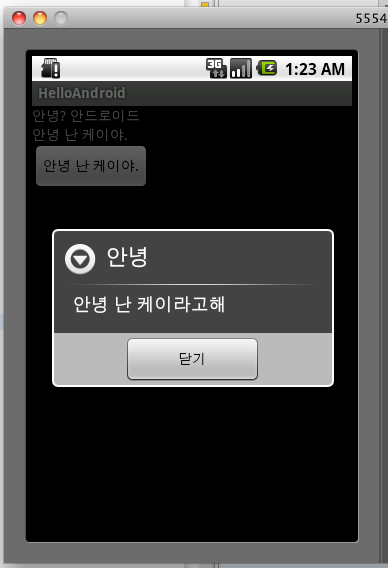 5554
3G
1:23 AM
HelloAndroid
안녕? 안드로이드
안녕 난 케이야.
안녕 난 케이야.
안녕
안녕 난 케이라고해
닫기